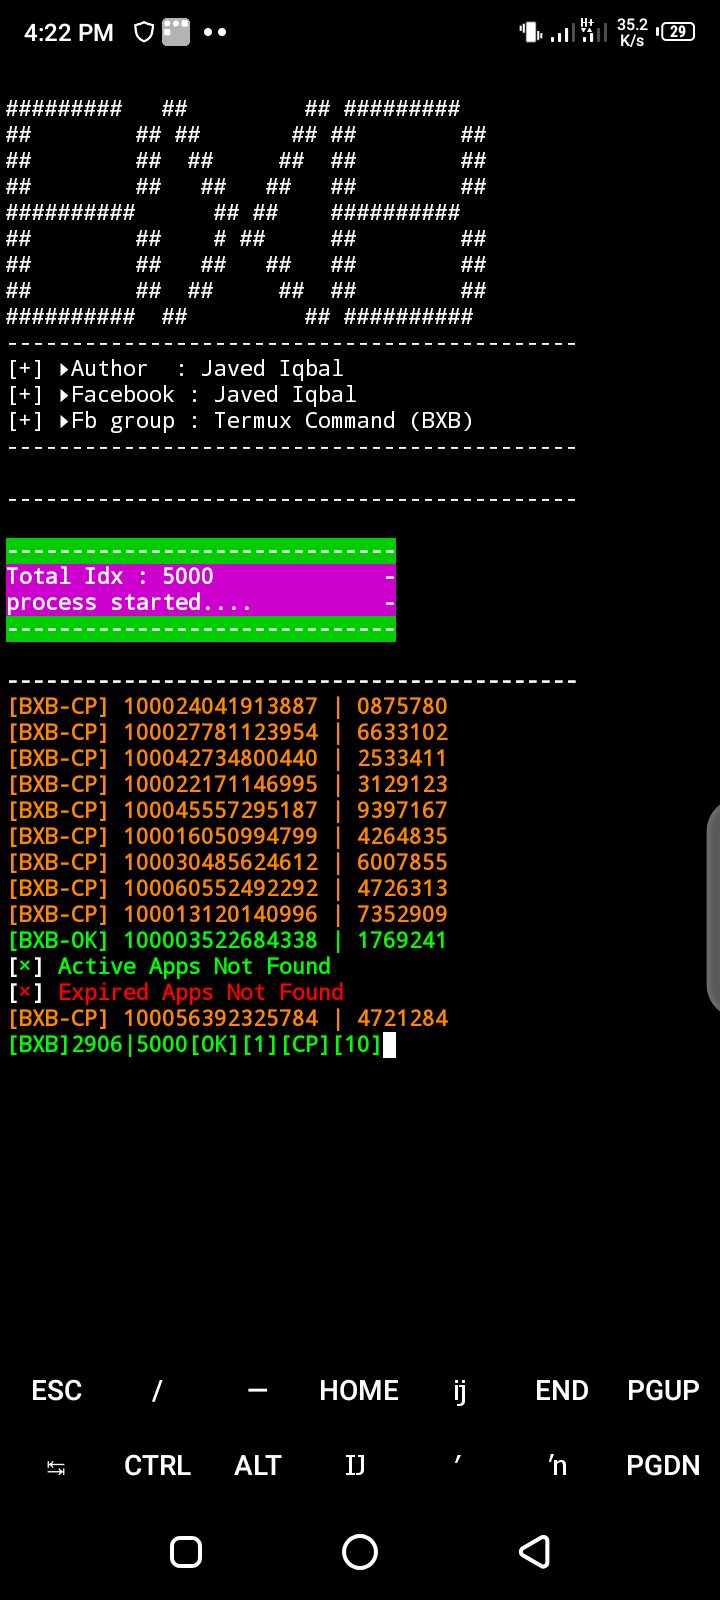 4:22 PM 35.2 K/s 29
######### ## ## #########
## ## ## ## ## ##
## ## ## ## ## ##
## ## ## ## ## ##
########## ## ## ##########
## ## # ## ## ##
## ## ## ## ## ##
## ## ## ## ## ##
########## ## ## ##########
--------------------------------------------
[+] ▸Author : Javed Iqbal
[+] ▸Facebook : Javed Iqbal
[+] ▸Fb group : Termux Command (BXB)
--------------------------------------------
--------------------------------------------
------------------------------
Total Idx : 5000 -
process started.... -
------------------------------
--------------------------------------------
[BXB-CP] 100024041913887 | 0875780
[BXB-CP] 100027781123954 | 6633102
[BXB-CP] 100042734800440 | 2533411
[BXB-CP] 100022171146995 | 3129123
[BXB-CP] 100045557295187 | 9397167
[BXB-CP] 100016050994799 | 4264835
[BXB-CP] 100030485624612 | 6007855
[BXB-CP] 100060552492292 | 4726313
[BXB-CP] 100013120140996 | 7352909
[BXB-OK] 100003522684338 | 1769241
[×] Active Apps Not Found
[×] Expired Apps Not Found
[BXB-CP] 100056392325784 | 4721284
[BXB]2906|5000[OK][1][CP][10]
ESC / — HOME ĳ END PGUP
↹ CTRL ALT Ĳ ′ ŉ PGDN